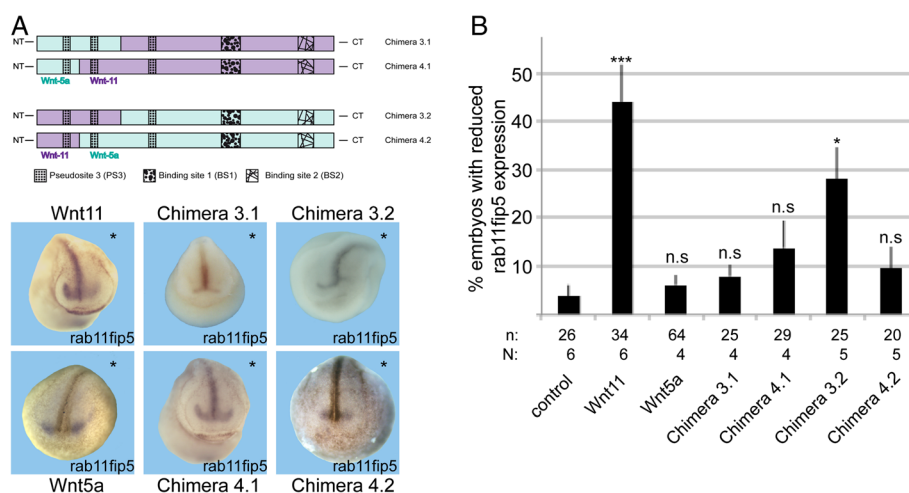 A
NT
CT
Chimera 3.1
NT
CT
Chimera 4.1
Wnt-5a
Wnt-11
NT
CT
Chimera 3.2
NT
CT
Chimera 4.2
Wnt-11
Wnt-5a
Pseudosite 3 (PS3)
Binding site 1 (BS1)
Binding site 2 (BS2)
Wnt11
Chimera 3.1
Chimera 3.2
*
*
*
rab11fip5
rab11fip5
rab11fip5
*
*
*
rab11fip5
rab11fip5
rab11fip5
Wnt5a
Chimera 4.1
Chimera 4.2
B
% emrbyos with reduced
rab11fip5 expression
50
40
30
20
10
***
n.s
n.s
n.s
*
n.s
n: 26 34 64 25 29 25 20
N: 6 6 4 4 4 5 5
control
Wnt11
Wnt5a
Chimera 3.1
Chimera 4.1
Chimera 3.2
Chimera 4.2